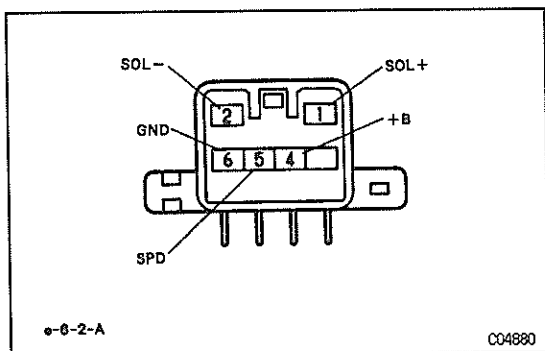 SOL-
SOL+
2
1
GND
+B
6 5 4
SPD
e-6-2-A
C04880